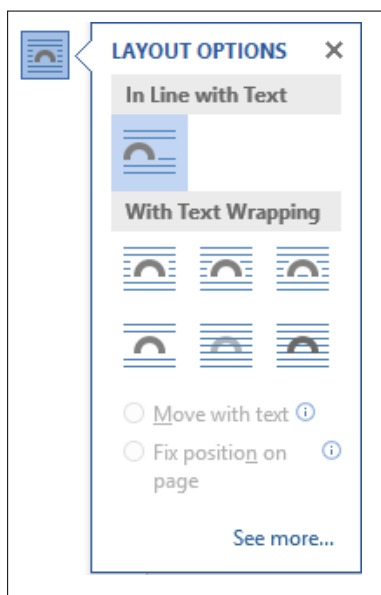 LAYOUT OPTIONS
In Line with Text
With Text Wrapping
Move with text
Fix position on
page
See more...